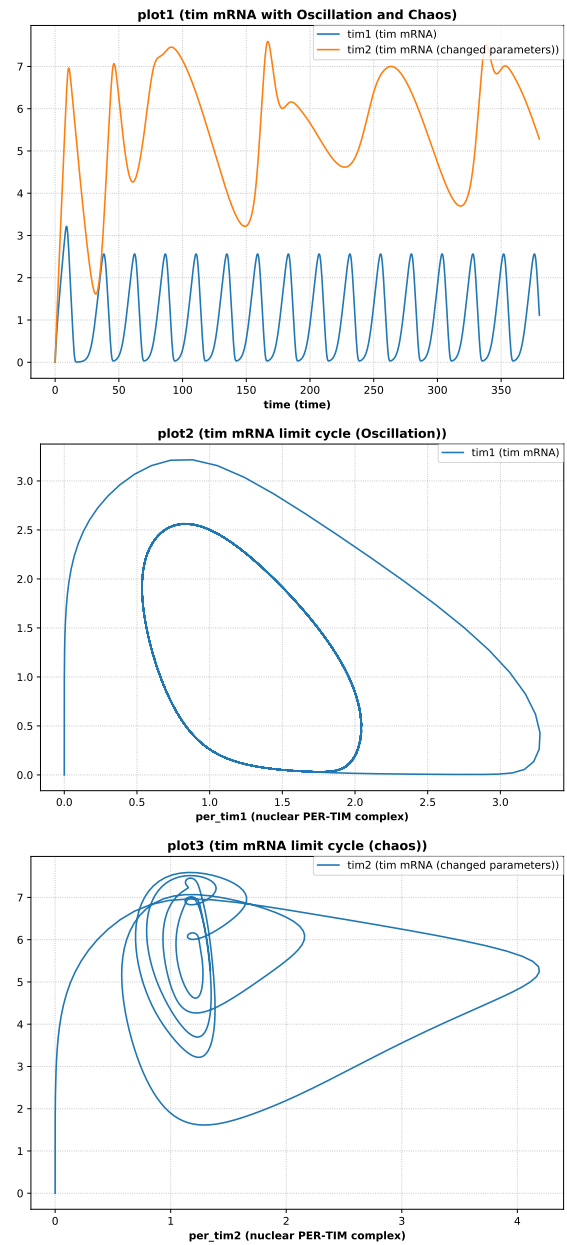 plot1 (tim mRNA with Oscillation and Chaos)
tim1 (tim mRNA)
tim2 (tim mRNA (changed parameters))
7
6
5
4
3
2
1
0
0 50 100 150 200 250 300 350
time (time)
plot2 (tim mRNA limit cycle (Oscillation))
tim1 (tim mRNA)
3.0
2.5
2.0
1.5
1.0
0.5
0.0
0.0 0.5 1.0 1.5 2.0 2.5 3.0
per_tim1 (nuclear PER-TIM complex)
plot3 (tim mRNA limit cycle (chaos))
tim2 (tim mRNA (changed parameters))
7
6
5
4
3
2
1
0
0 1 2 3 4
per_tim2 (nuclear PER-TIM complex)